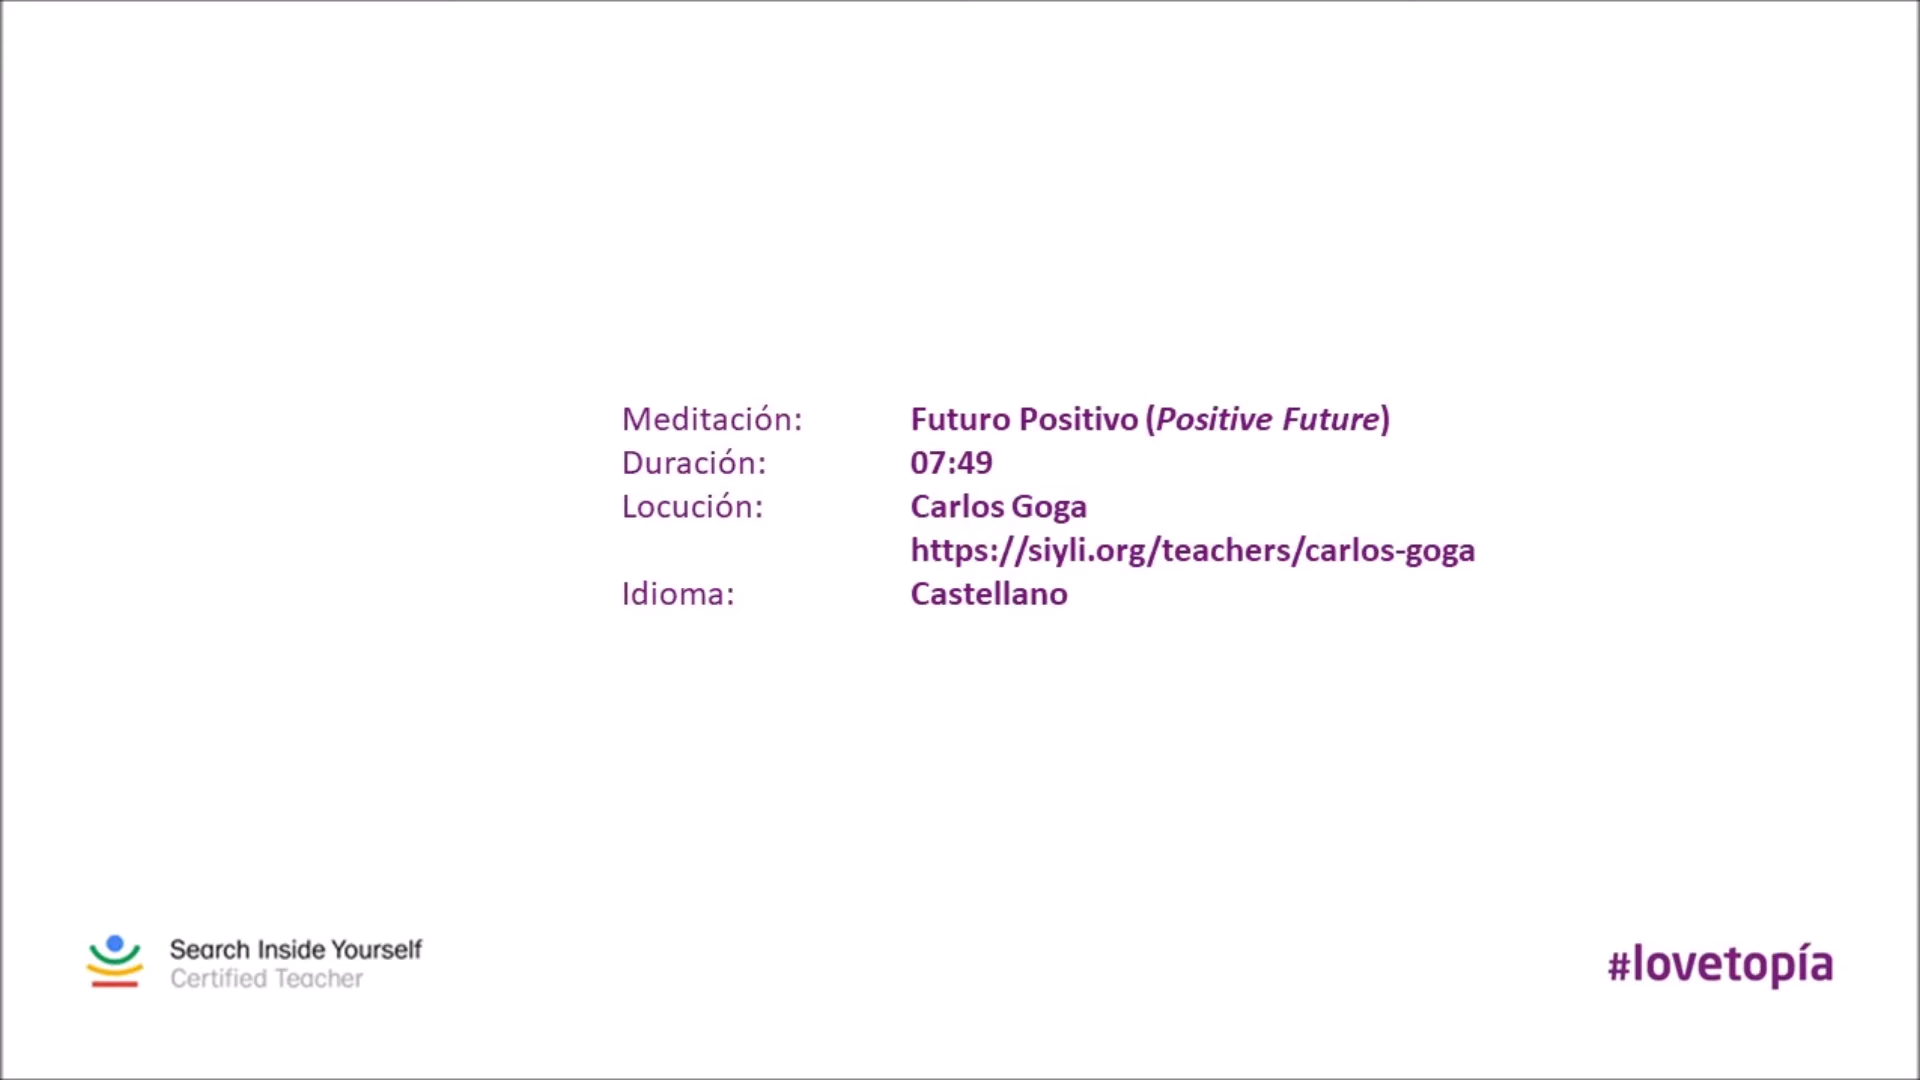 Meditación: Futuro Positivo (Positive Future)
Duración: 07:49
Locución: Carlos Goga
https://siyli.org/teachers/carlos-goga
Idioma: Castellano
Search Inside Yourself
Certified Teacher
#lovetopía